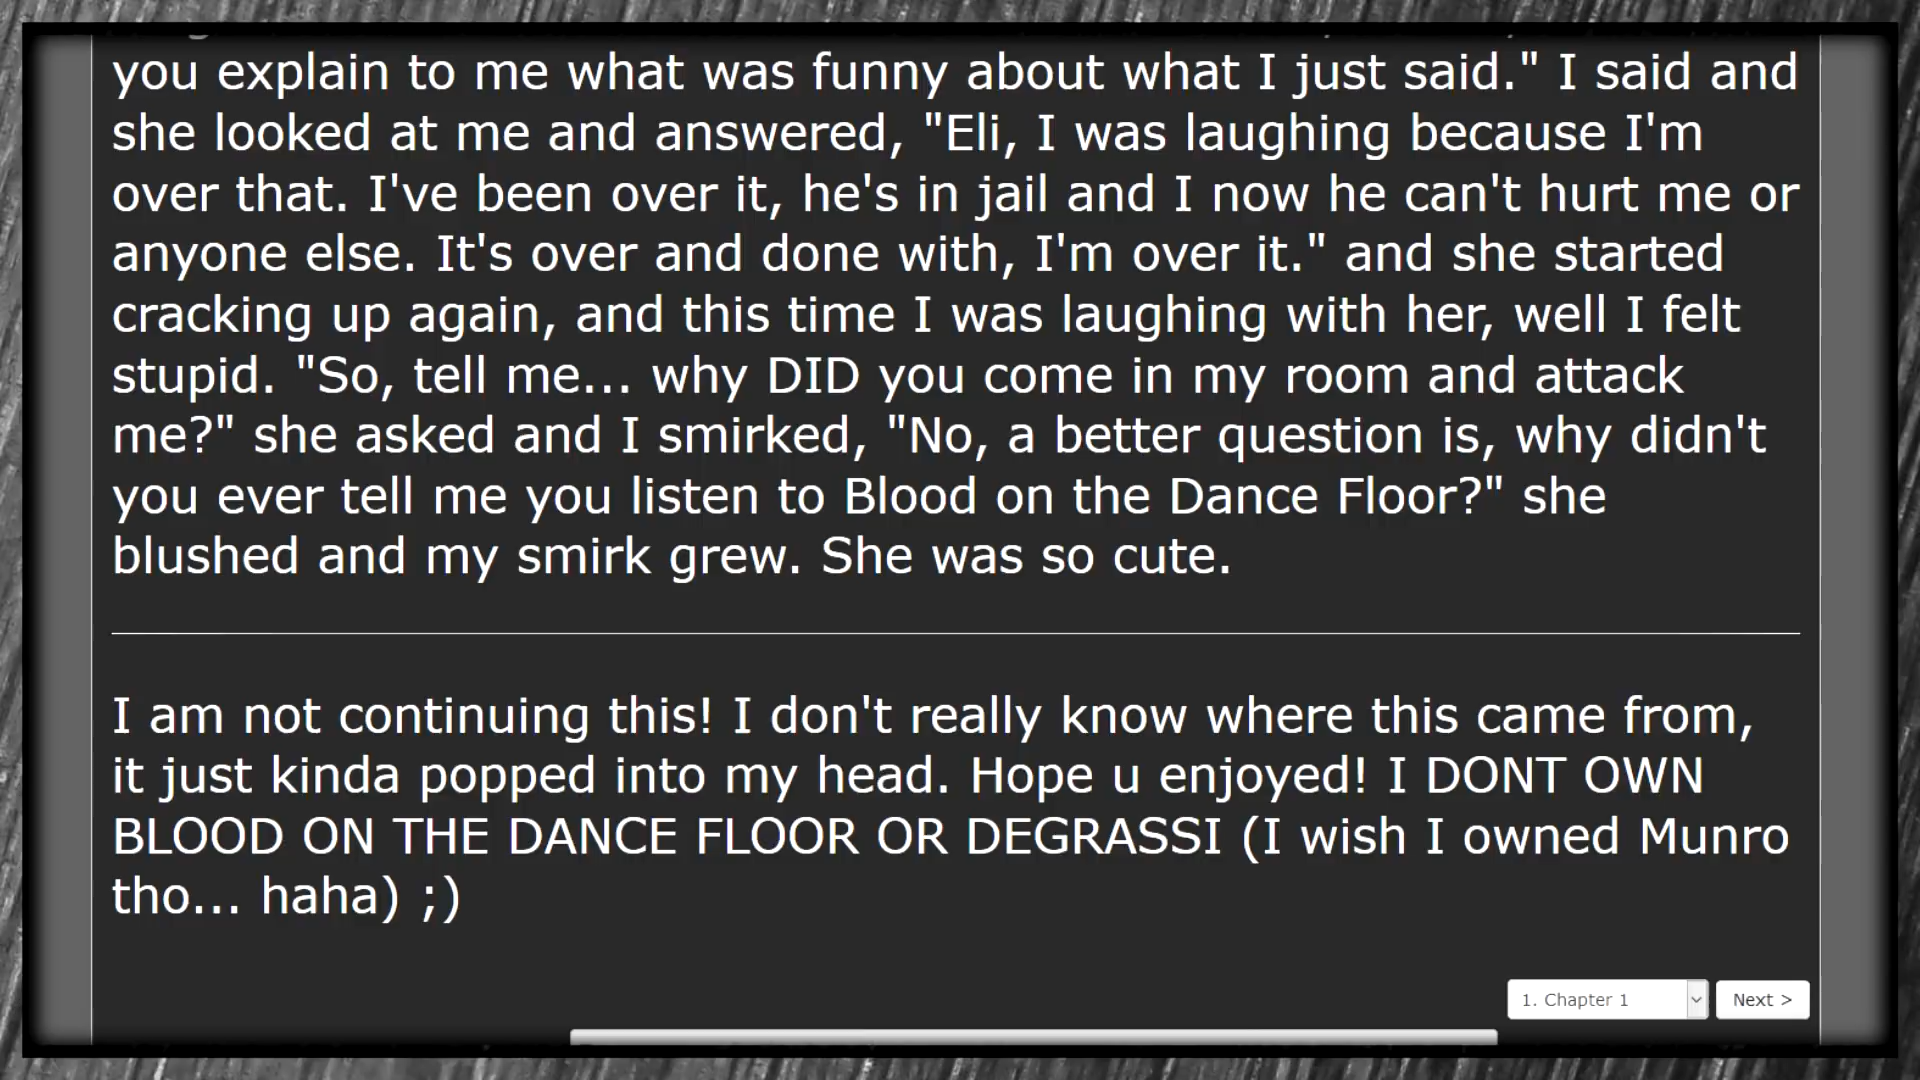 you explain to me what was funny about what I just said." I said and
she looked at me and answered, "Eli, I was laughing because I'm
over that. I've been over it, he's in jail and I now he can't hurt me or
anyone else. It's over and done with, I'm over it." and she started
cracking up again, and this time I was laughing with her, well I felt
stupid. "So, tell me... why DID you come in my room and attack
me?" she asked and I smirked, "No, a better question is, why didn't
you ever tell me you listen to Blood on the Dance Floor?" she
blushed and my smirk grew. She was so cute.
I am not continuing this! I don't really know where this came from,
it just kinda popped into my head. Hope u enjoyed! I DONT OWN
BLOOD ON THE DANCE FLOOR OR DEGRASSI (I wish I owned Munro
tho... haha) ;)
1. Chapter 1 Next >